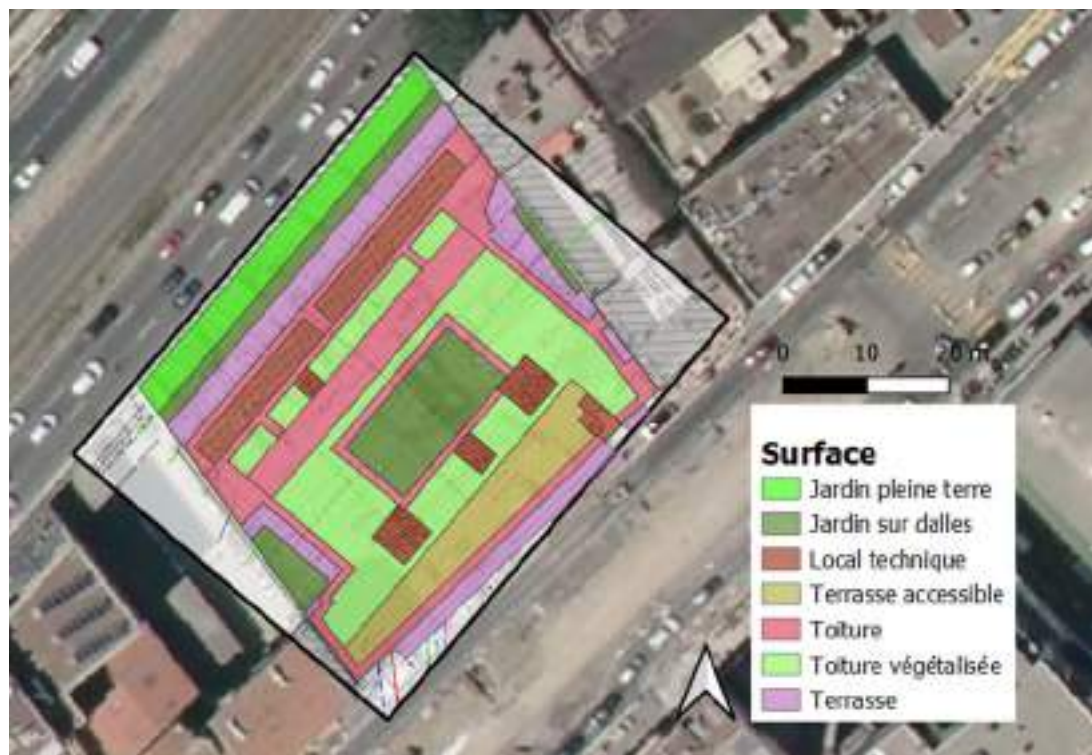 0 10 20 m
Surface
Jardin pleine terre
Jardin sur dalles
Local technique
Terrasse accessible
Toiture
Toiture végétalisée
Terrasse